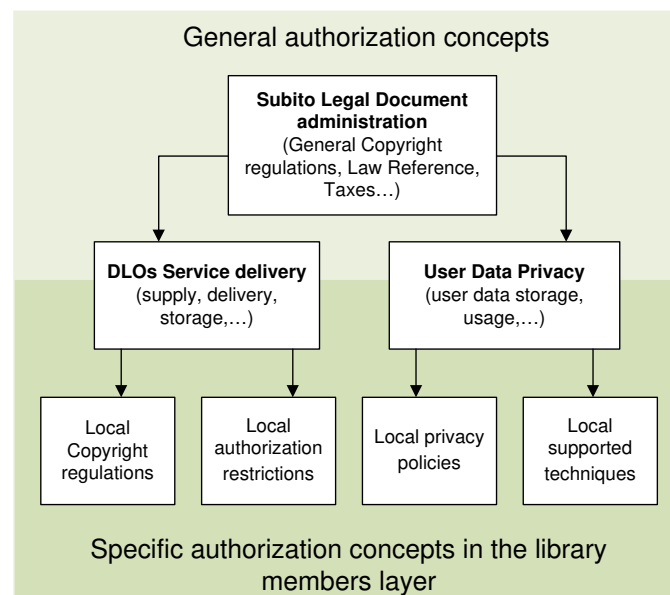 General authorization concepts
Subito Legal Document
administration
(General Copyright
regulations, Law Reference,
Taxes…)
DLOs Service delivery
(supply, delivery,
storage,…)
User Data Privacy
(user data storage,
usage,…)
Local
Copyright
regulations
Local
authorization
restrictions
Local privacy
policies
Local
supported
techniques
Specific authorization concepts in the library
members layer